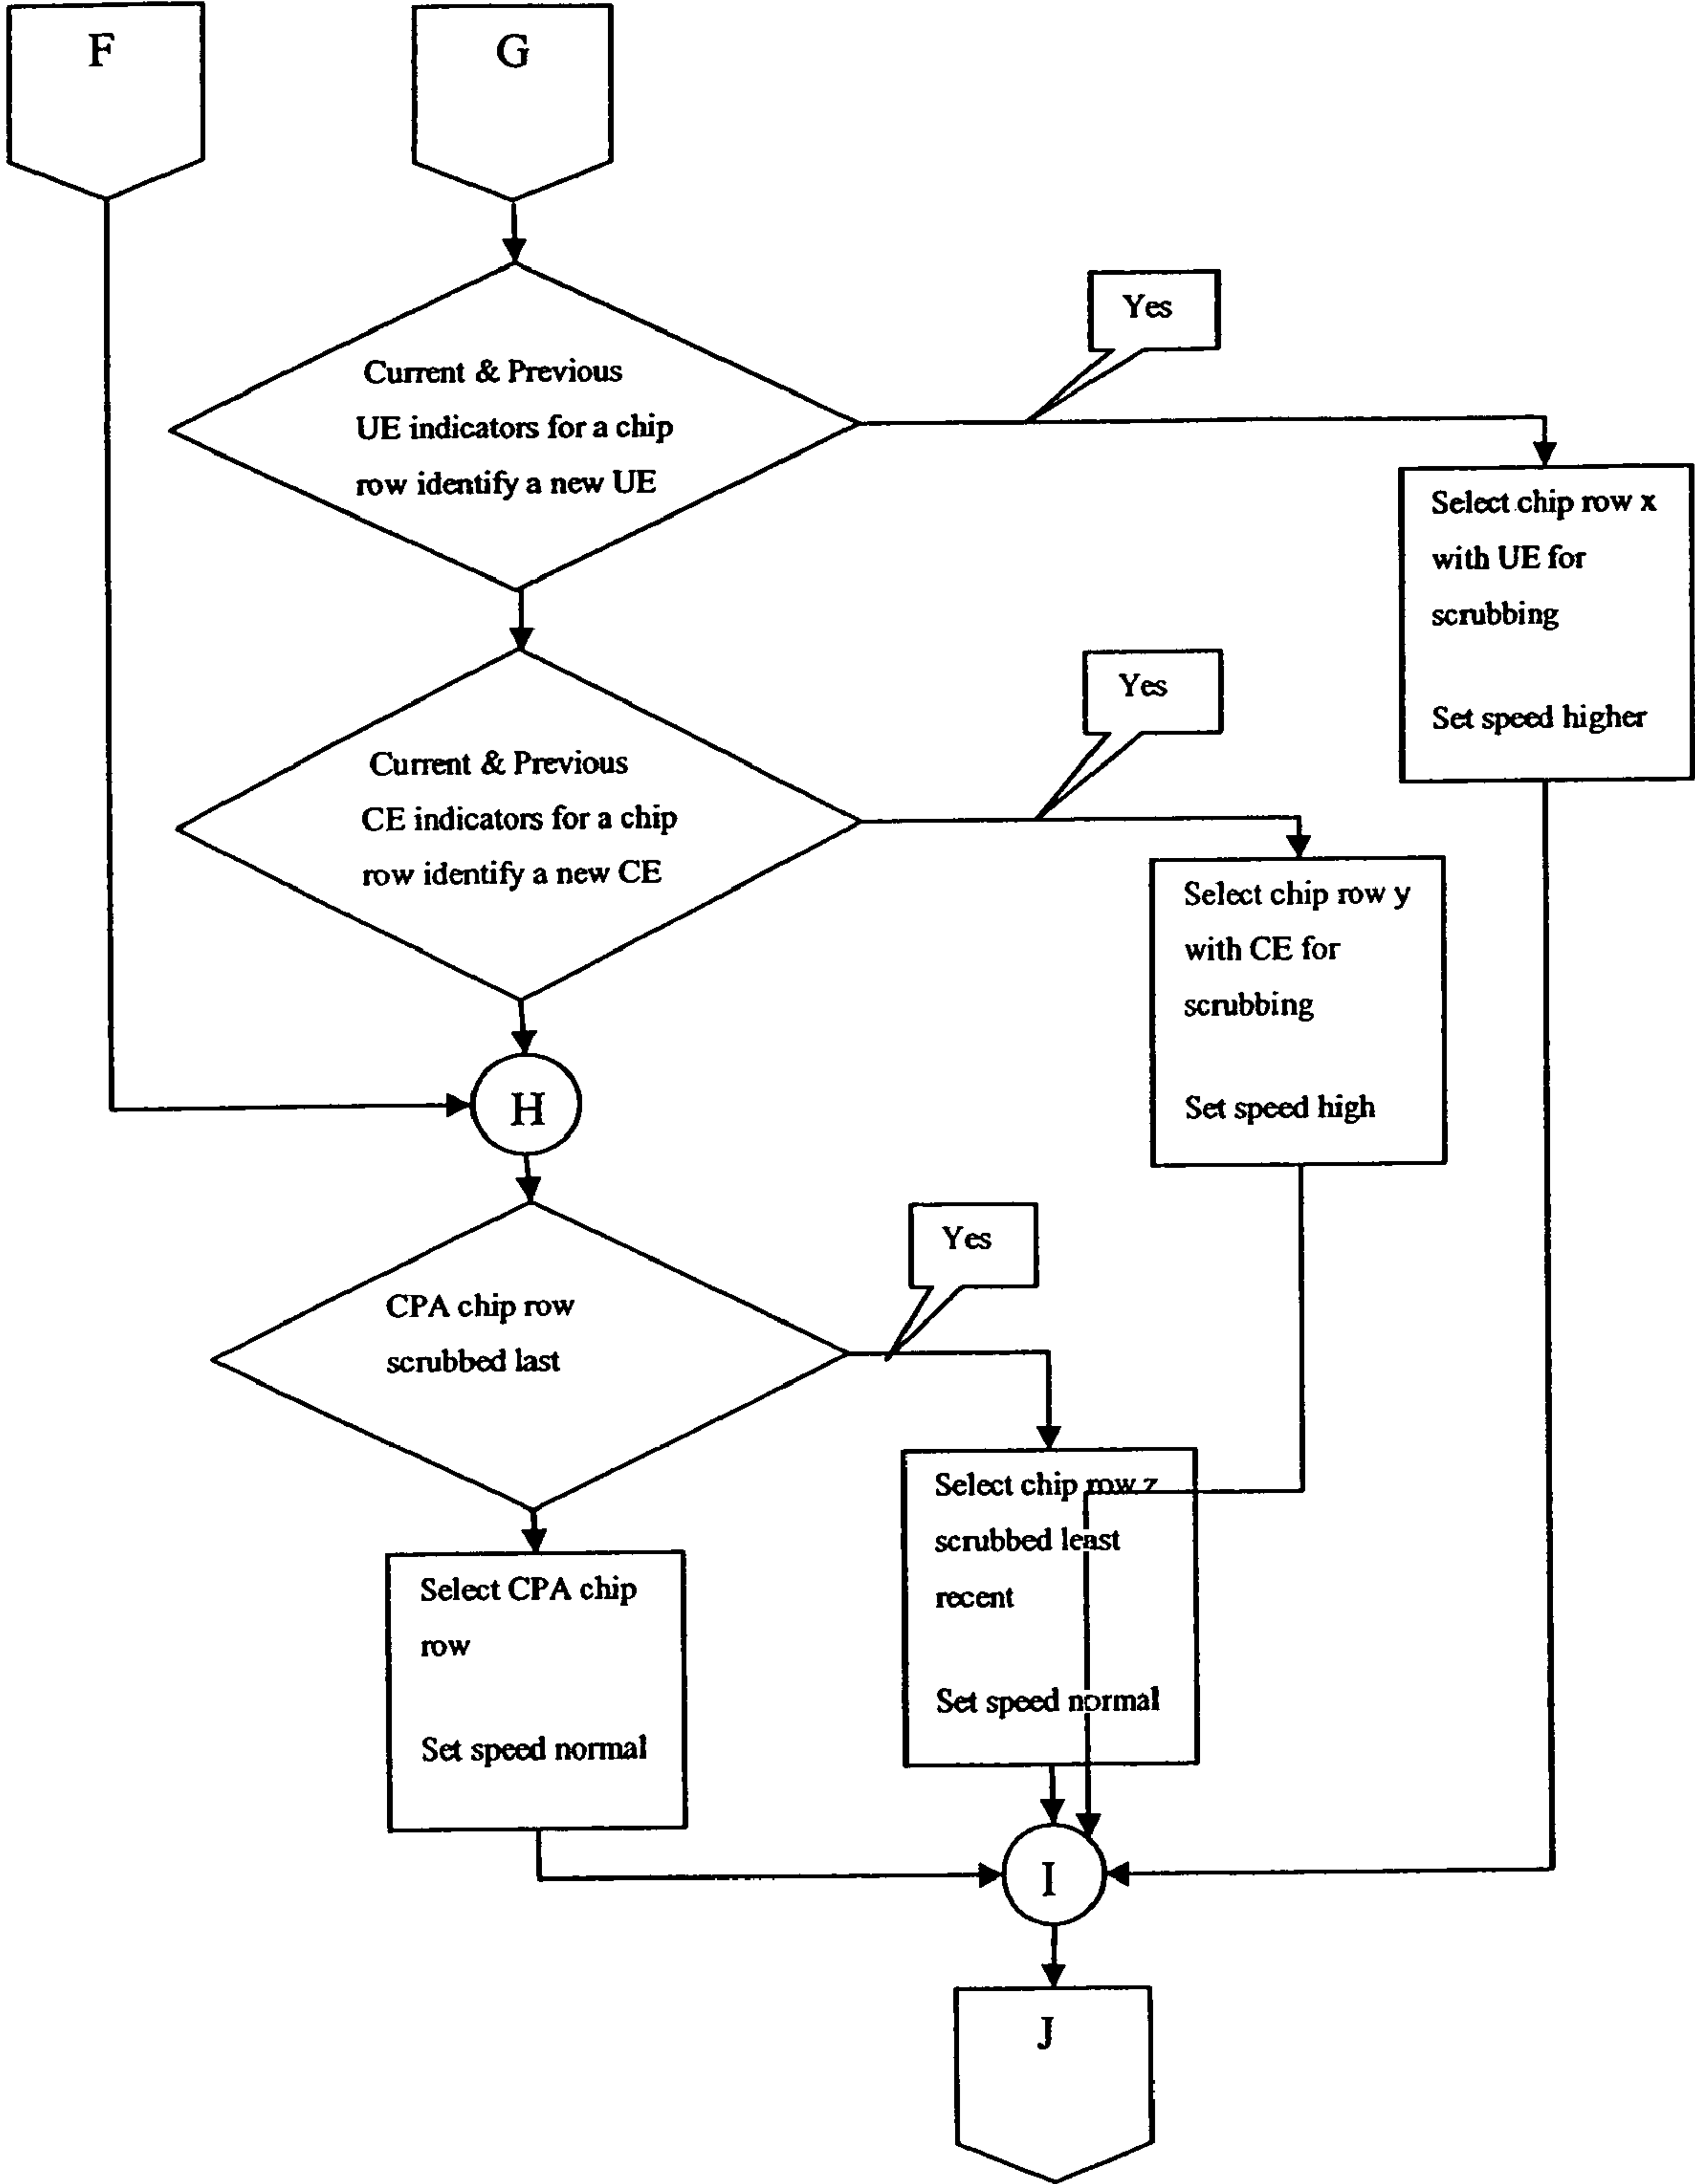 F
G
Yes
Current & Previous
UE indicators for a chip
row identify a new UE
Select chip row x
with UE for
scrubbing
Set speed higher
Yes
Current & Previous
CE indicators for a chip
row identify a new CE
Select chip row y
with CE for
scrubbing
Set speed high
H
Yes
CPA chip row
scrubbed last
Select chip row z
scrubbed least
recent
Set speed normal
Select CPA chip
row
Set speed normal
I
J